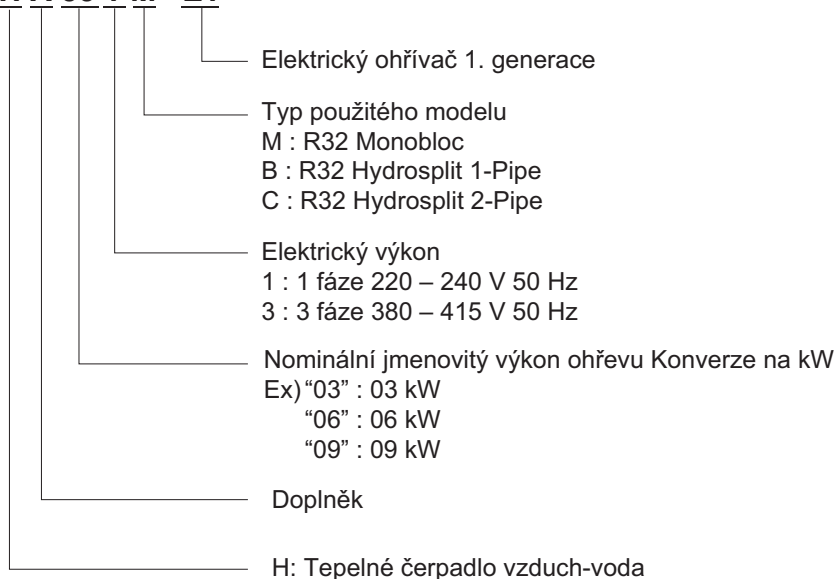 Elektrický ohřívač 1. generace
Typ použitého modelu
M : R32 Monobloc
B : R32 Hydrosplit 1-Pipe
C : R32 Hydrosplit 2-Pipe
Elektrický výkon
1 : 1 fáze 220 – 240 V 50 Hz
3 : 3 fáze 380 – 415 V 50 Hz
Nominální jmenovitý výkon ohřevu Konverze na kW
Ex) “03” : 03 kW
“06” : 06 kW
“09” : 09 kW
Doplněk
H: Tepelné čerpadlo vzduch-voda